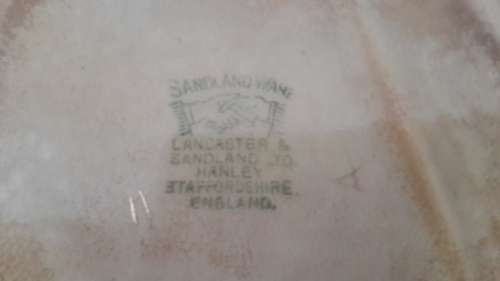 SANDLAND WARE
LANCASTER &
SANDLAND LTD.
HANLEY
STAFFORDSHIRE.
ENGLAND.